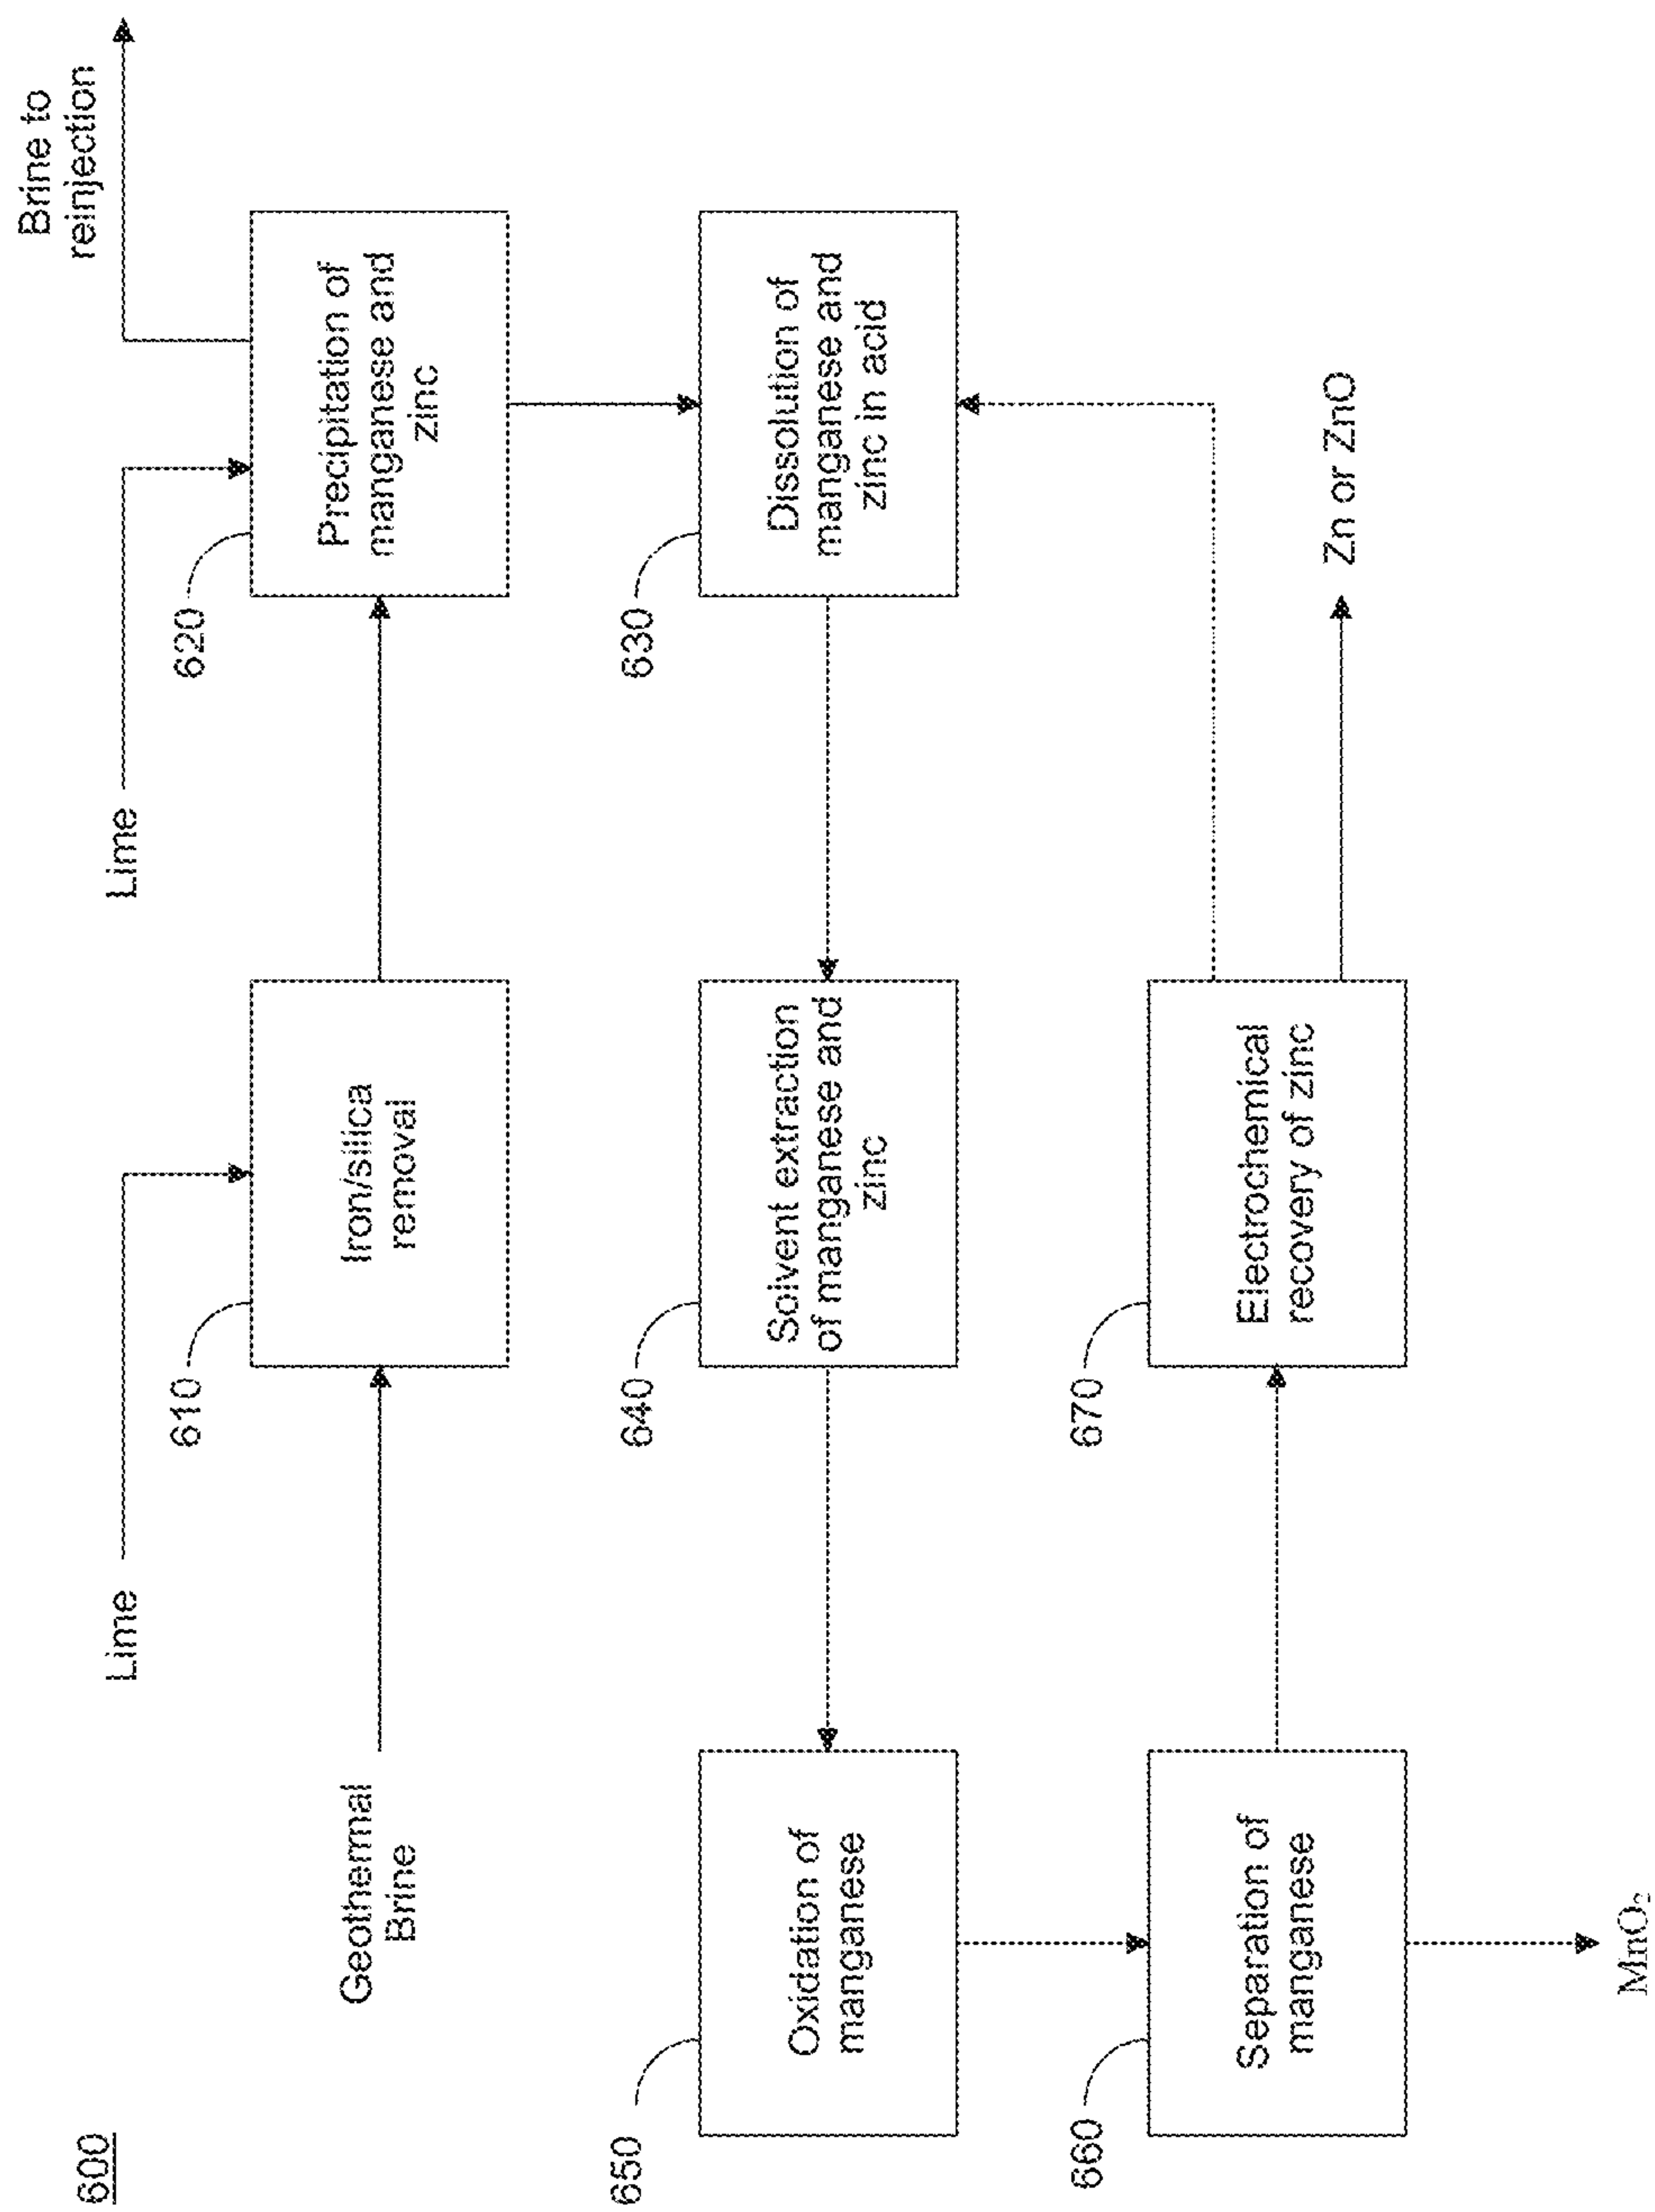 600
Lime
Lime
Brine to
reinjection
610
620
Geothermal
Brine
Iron/silica
removal
Precipitation of
manganese and
zinc
650
640
630
Oxidation of
manganese
Solvent extraction
of manganese and
zinc
Dissolution of
manganese and
zinc in acid
660
670
Separation of
manganese
Electrochemical
recovery of zinc
Zn or ZnO
MnO₂